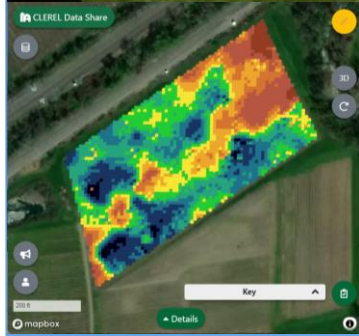 CLEREL Data Share
3D
200 ft
Key
Details
mapbox